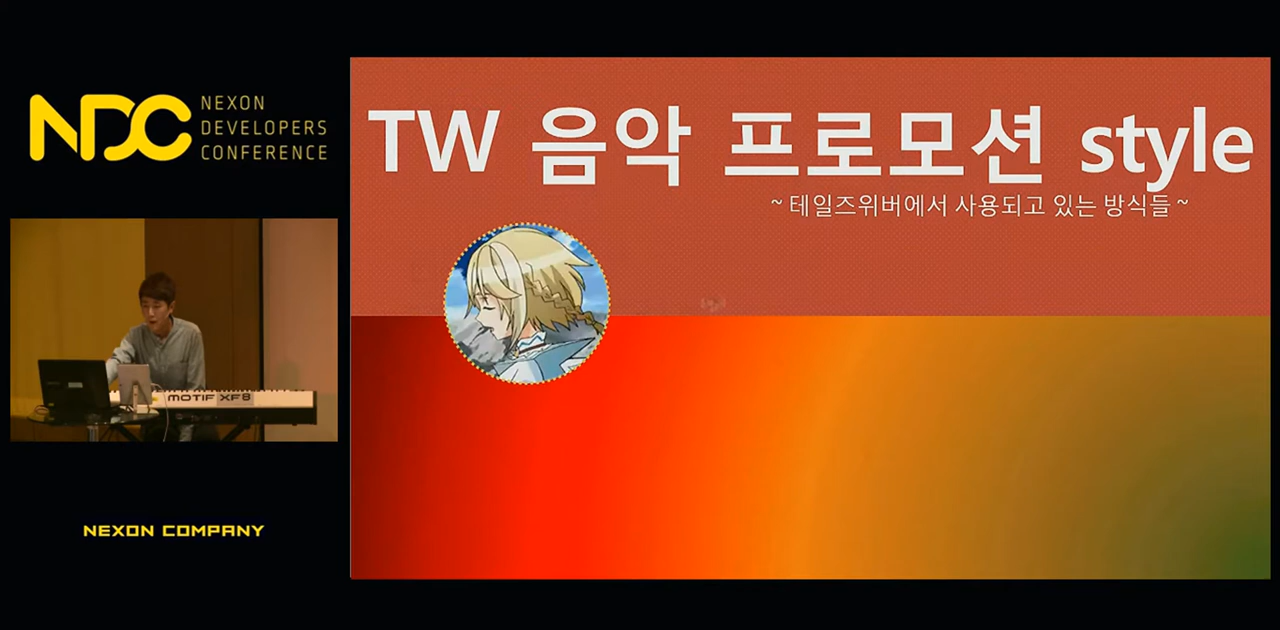 NDC
NEXON
DEVELOPERS
CONFERENCE
TW 음악 프로모션 style
~ 테일즈위버에서 사용되고 있는 방식들 ~
MOTIF XF8
NEXON COMPANY